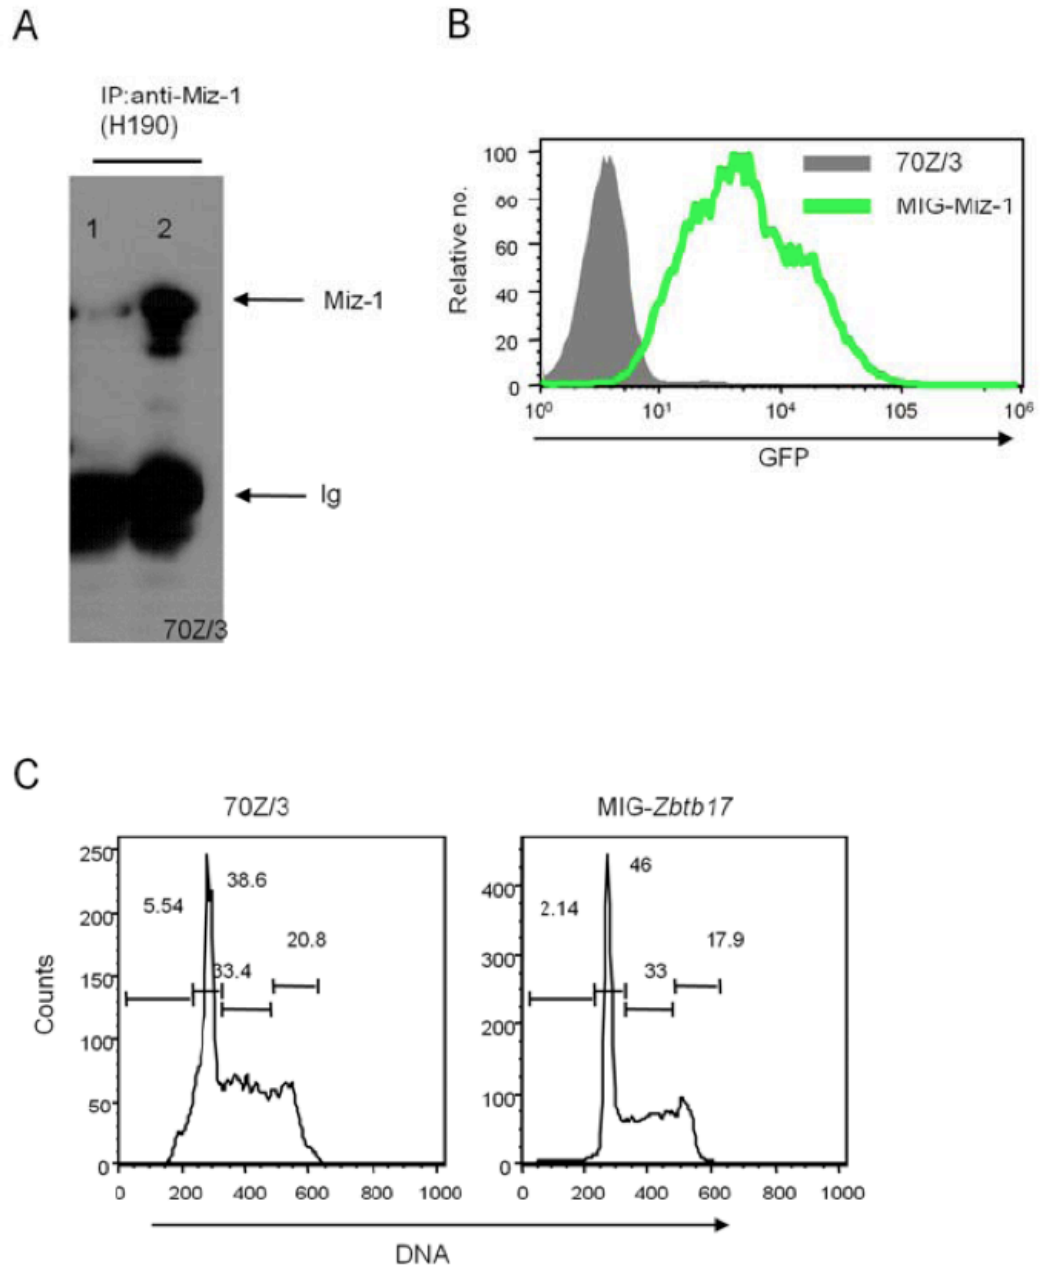 A
IP:anti-Miz-1
(H190)
1 2
Miz-1
Ig
70Z/3
B
Relative no.
100
80
60
40
20
0
70Z/3
MIG-Miz-1
10⁰ 10¹ 10⁴ 105 10⁶
GFP
C
70Z/3
Counts
250
200
150
100
50
0
5.54
38.6
33.4
20.8
0 200 400 600 800 1000
MIG-Zbtb17
400
300
200
100
0
2.14
46
33
17.9
0 200 400 600 800 1000
DNA